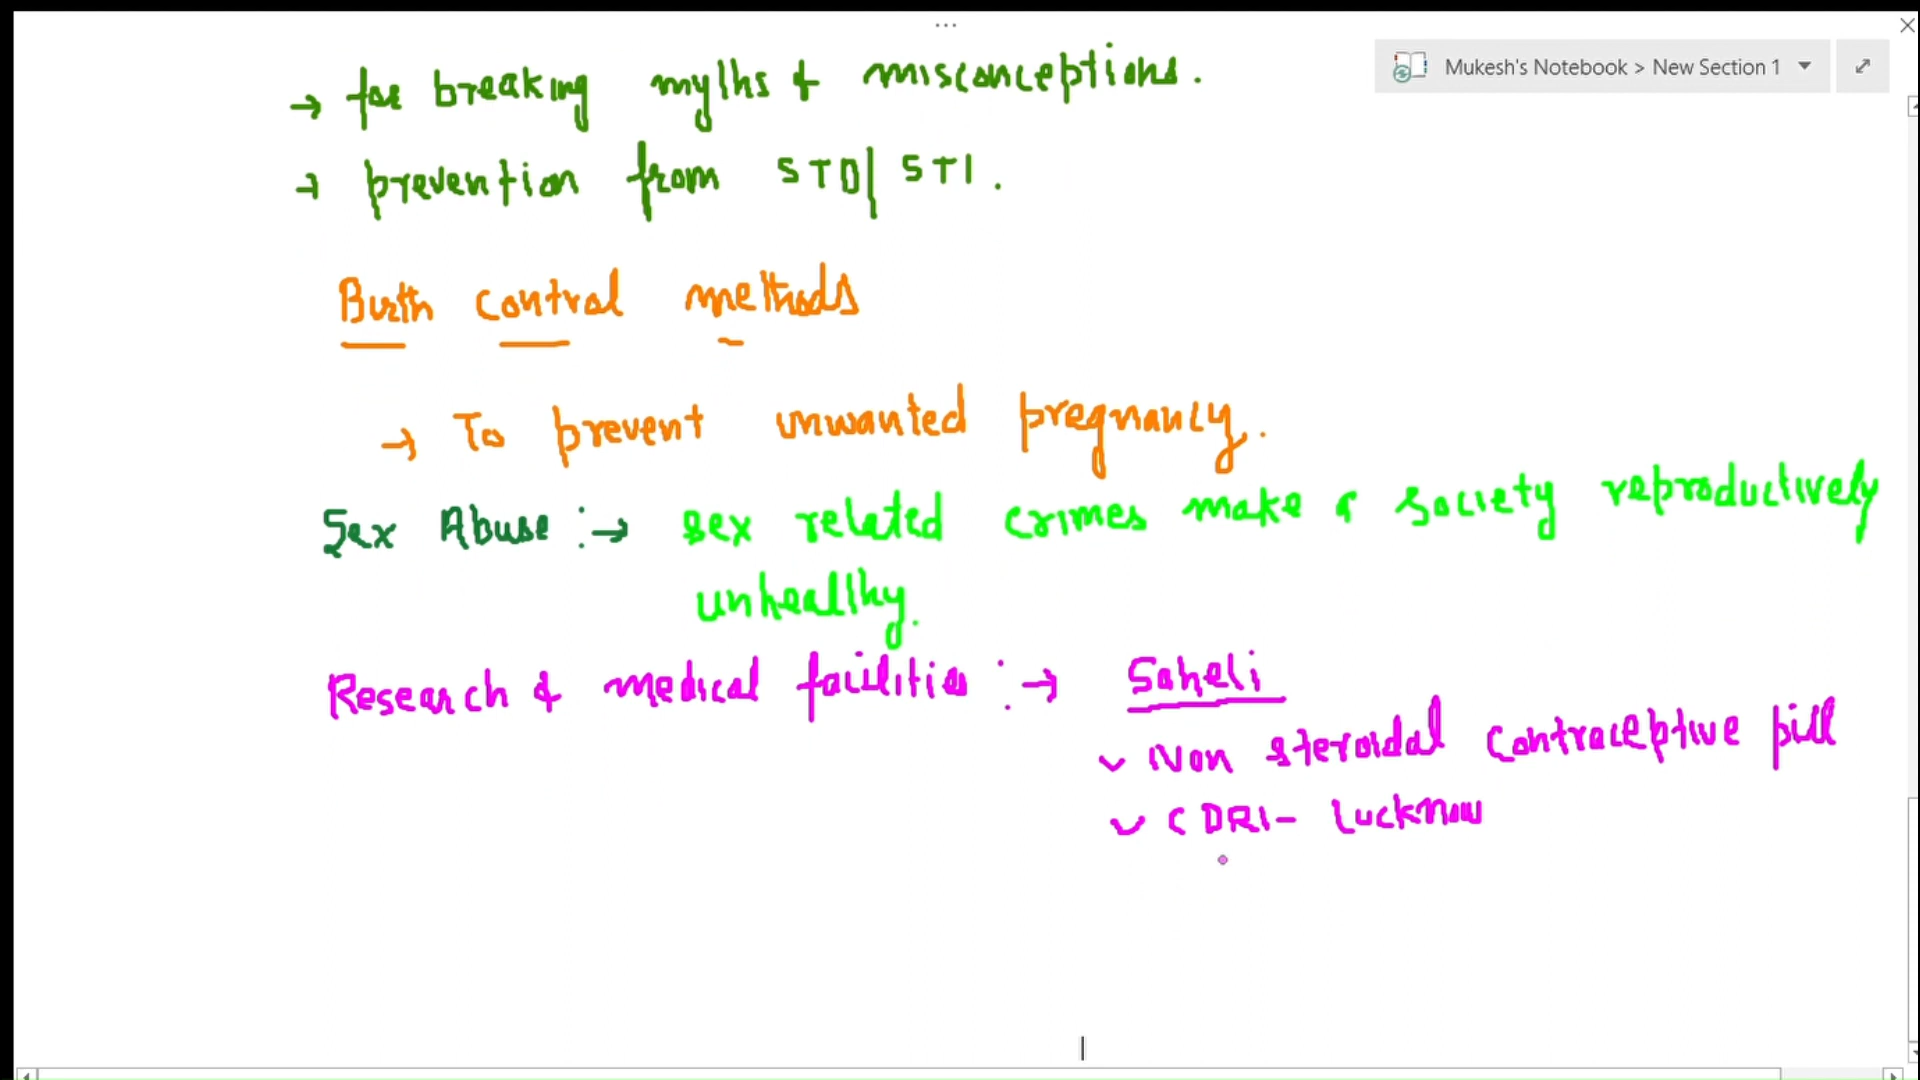 → for breaking myths & misconceptions.
Mukesh's Notebook > New Section 1
→ prevention from STD/STI.
Birth control methods
→ To prevent unwanted pregnancy.
Sex Abuse :→ sex related crimes make a society reproductively
unhealthy.
Research & medical facilities :→ Saheli
Non steroidal contraceptive pill
CDRI- Lucknow